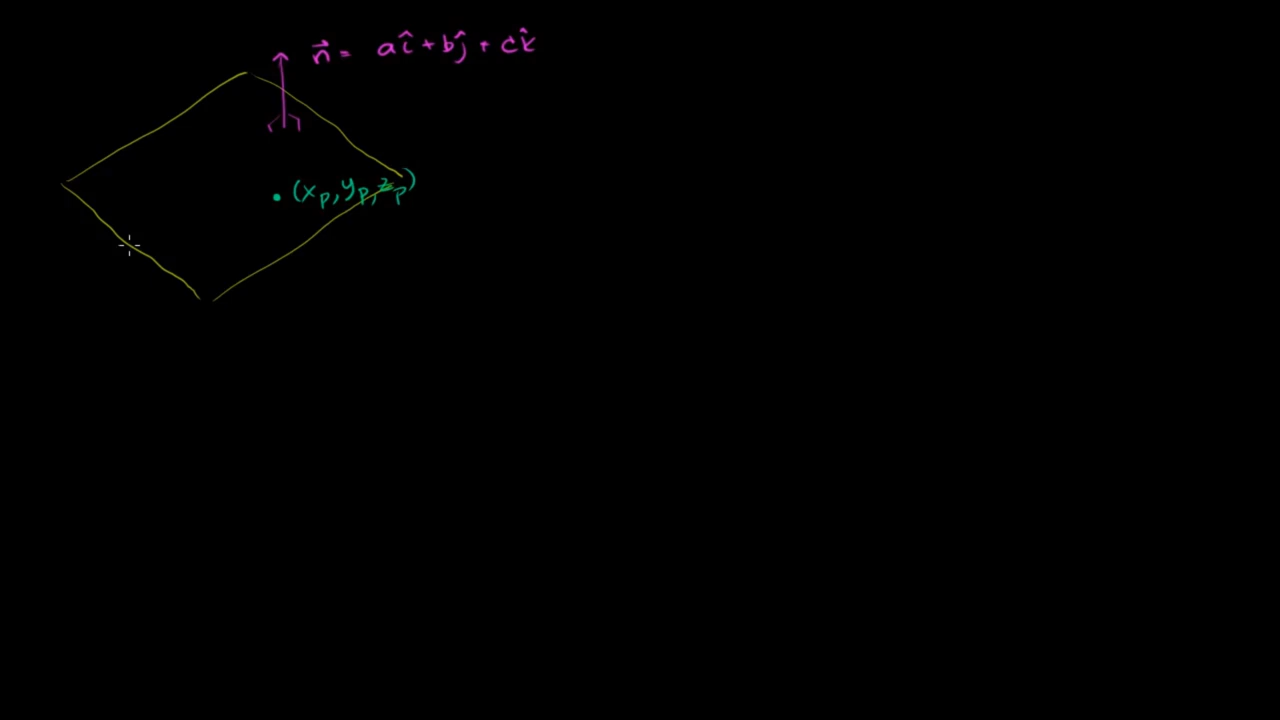 n⃗ = aî + bĵ + ck̂
(xₚ, yₚ, zₚ)